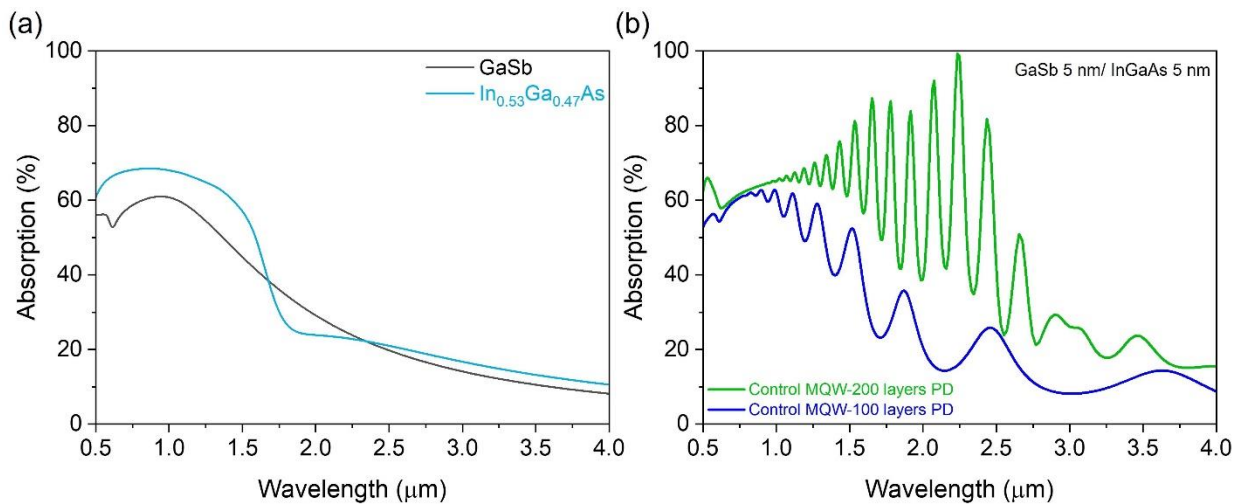 (a)
100
80
60
40
20
0
Absorption (%)
GaSb
In0.53Ga0.47As
0.5 1.0 1.5 2.0 2.5 3.0 3.5 4.0
Wavelength (μm)
(b)
100
80
60
40
20
0
Absorption (%)
GaSb 5 nm/ InGaAs 5 nm
Control MQW-200 layers PD
Control MQW-100 layers PD
0.5 1.0 1.5 2.0 2.5 3.0 3.5 4.0
Wavelength (μm)